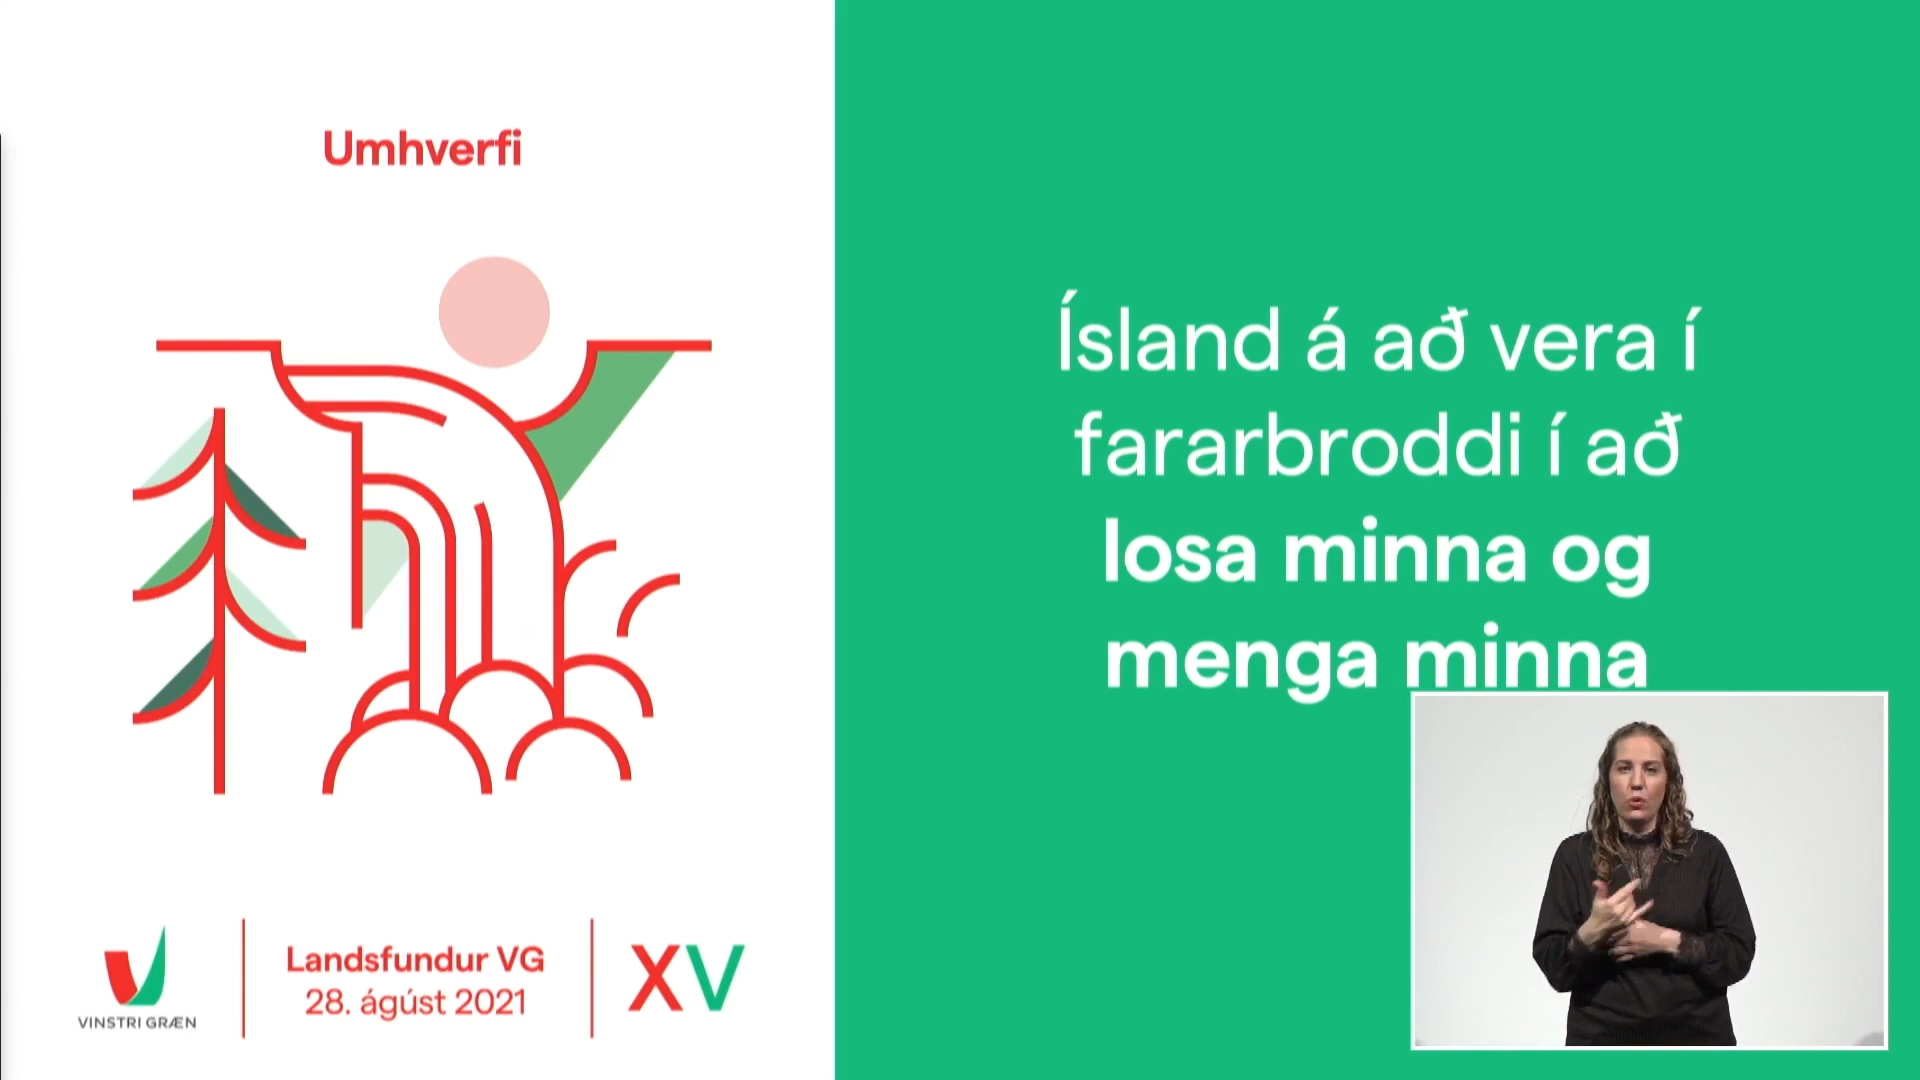 Umhverfi
Ísland á að vera í
fararbroddi í að
losa minna og
menga minna
VINSTRI GRÆN
Landsfundur VG
28. ágúst 2021
XV